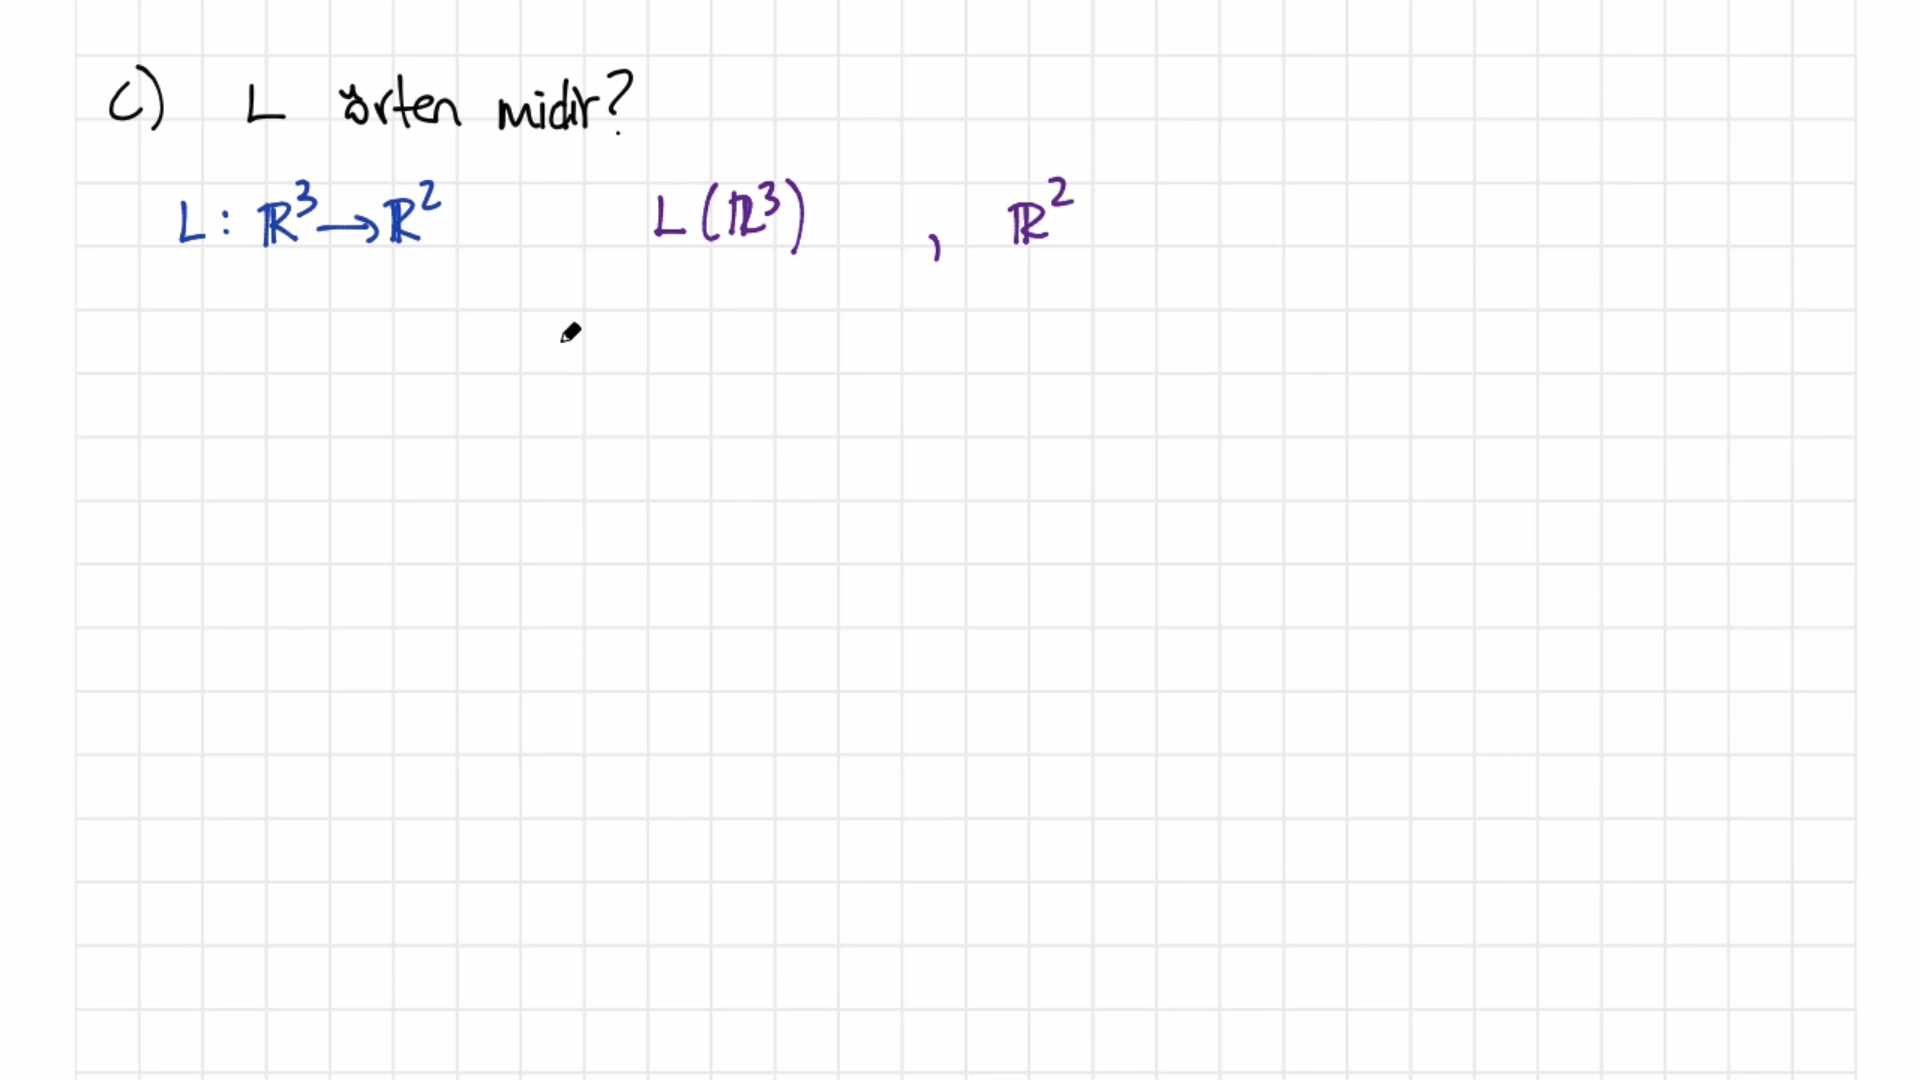 c) L örten midir?
L : ℝ³ → ℝ² L(ℝ³) , ℝ²